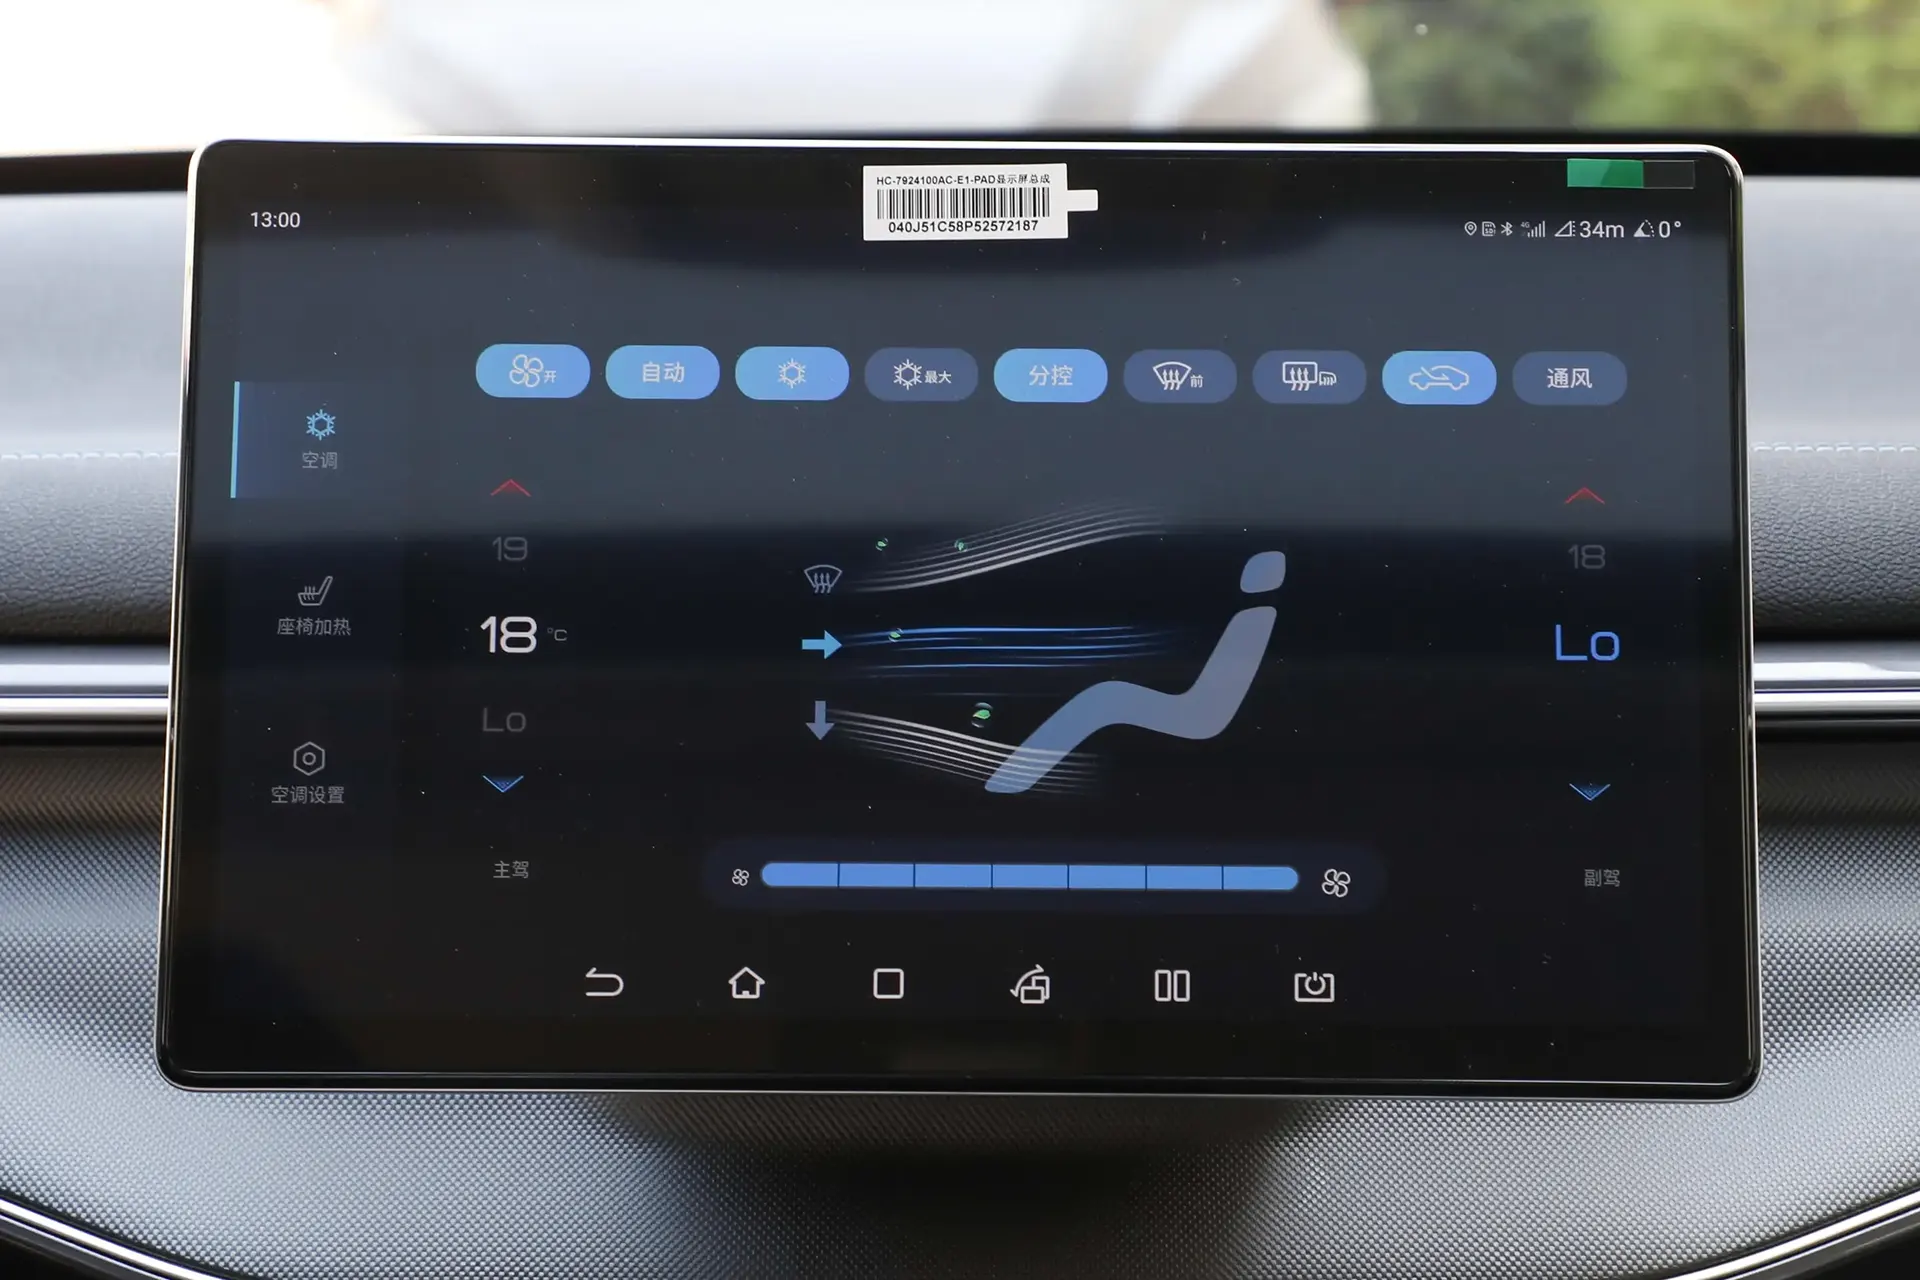 HC-7924100AC-E1-PAD显示屏总成
040J51C58P52572187
13:00
4G 34m 0°
开 自动 最大 分控 前 通风
空调
座椅加热
空调设置
19
18 °C
Lo
主驾
18
Lo
副驾